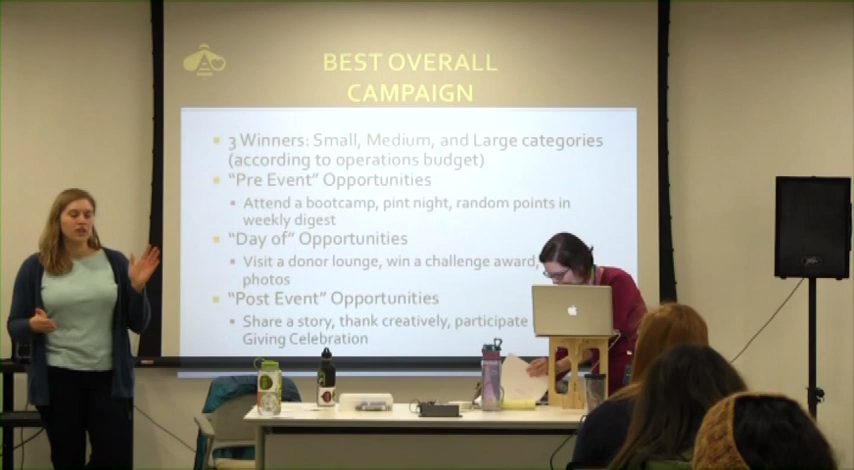 BEST OVERALL
CAMPAIGN
3 Winners: Small, Medium, and Large categories
(according to operations budget)
"Pre Event" Opportunities
Attend a bootcamp, pint night, random points in
weekly digest
"Day of" Opportunities
Visit a donor lounge, win a challenge award,
photos
"Post Event" Opportunities
Share a story, thank creatively, participate
Giving Celebration